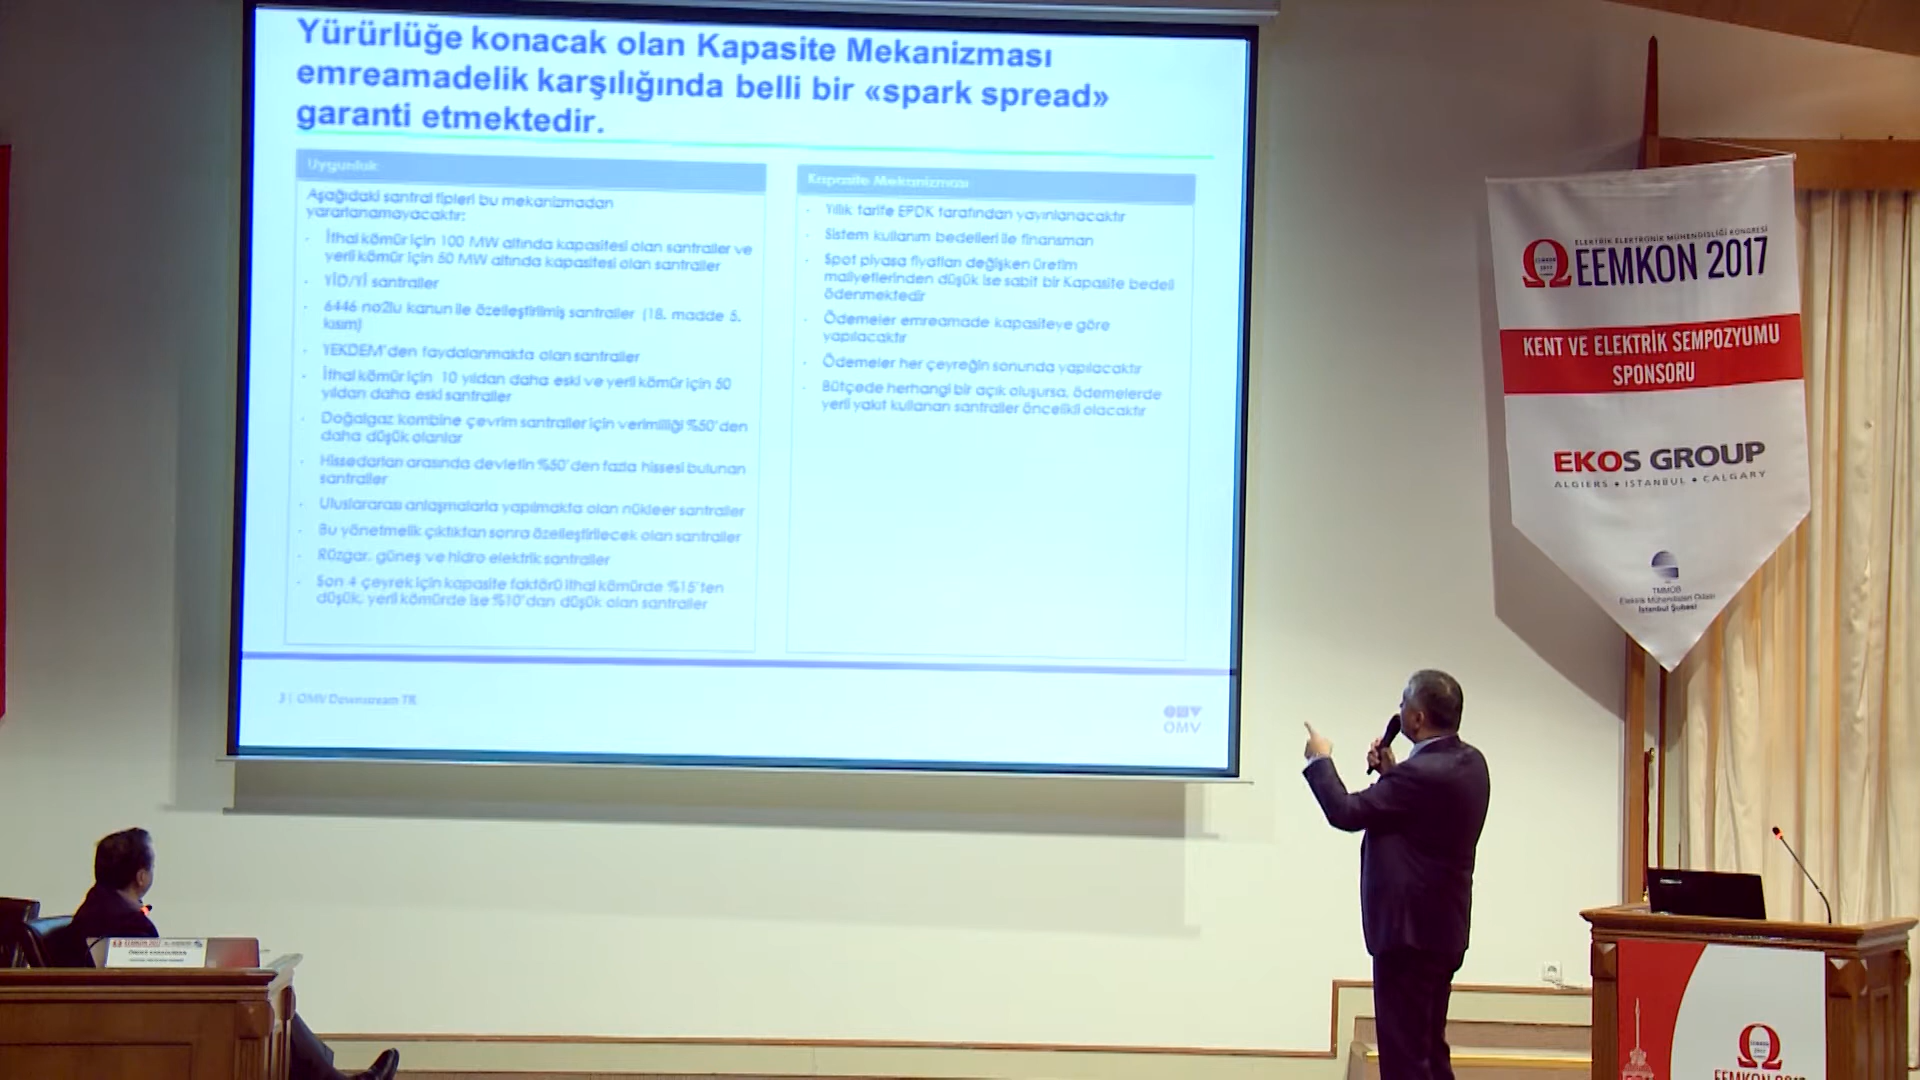 Yürürlüğe konacak olan Kapasite Mekanizması
emreamadelik karşılığında belli bir «spark spread»
garanti etmektedir.
Uygunluk
Aşağıdaki santral tipleri bu mekanizmadan
yararlanamayacaktır:
İthal kömür için 100 MW altında kapasitesi olan santraller ve
yerli kömür için 50 MW altında kapasitesi olan santraller
YİD/Yİ santraller
6446 no2lu kanun ile özelleştirilmiş santraller (18. madde 5.
kısım)
YEKDEM'den faydalanmakta olan santraller
İthal kömür için 10 yıldan daha eski ve yerli kömür için 50
yıldan daha eski santraller
Doğalgaz kombine çevrim santraller için verimliliği %50'den
daha düşük olanlar
Hissedarları arasında devletin %50'den fazla hissesi bulunan
santraller
Uluslararası anlaşmalarla yapılmakta olan nükleer santraller
Bu yönetmelik çıktıktan sonra özelleştirilecek olan santraller
Rüzgar, güneş ve hidro elektrik santraller
Son 4 çeyrek için kapasite faktörü ithal kömürde %15'ten
düşük, yerli kömürde ise %10'dan düşük olan santraller
Kapasite Mekanizması
Yıllık tarife EPDK tarafından yayınlanacaktır
Sistem kullanım bedelleri ile finansman
Spot piyasa fiyatları değişken üretim
maliyetlerinden düşük ise sabit bir Kapasite bedeli
ödenmektedir
Ödemeler emreamade kapasiteye göre
yapılacaktır
Ödemeler her çeyreğin sonunda yapılacaktır
Bütçede herhangi bir açık oluşursa, ödemelerde
yerli yakıt kullanan santraller öncelikli olacaktır
3 | OMV Downstream TR
OMV
ELEKTRİK ELEKTRONİK MÜHENDİSLİĞİ KONGRESİ
EEMKON 2017
KENT VE ELEKTRİK SEMPOZYUMU
SPONSORU
EKOS GROUP
ALGIERS • ISTANBUL • CALGARY
TMMOB
Elektrik Mühendisleri Odası
İstanbul Şubesi
EEMKON 2017
EEMKON 2017